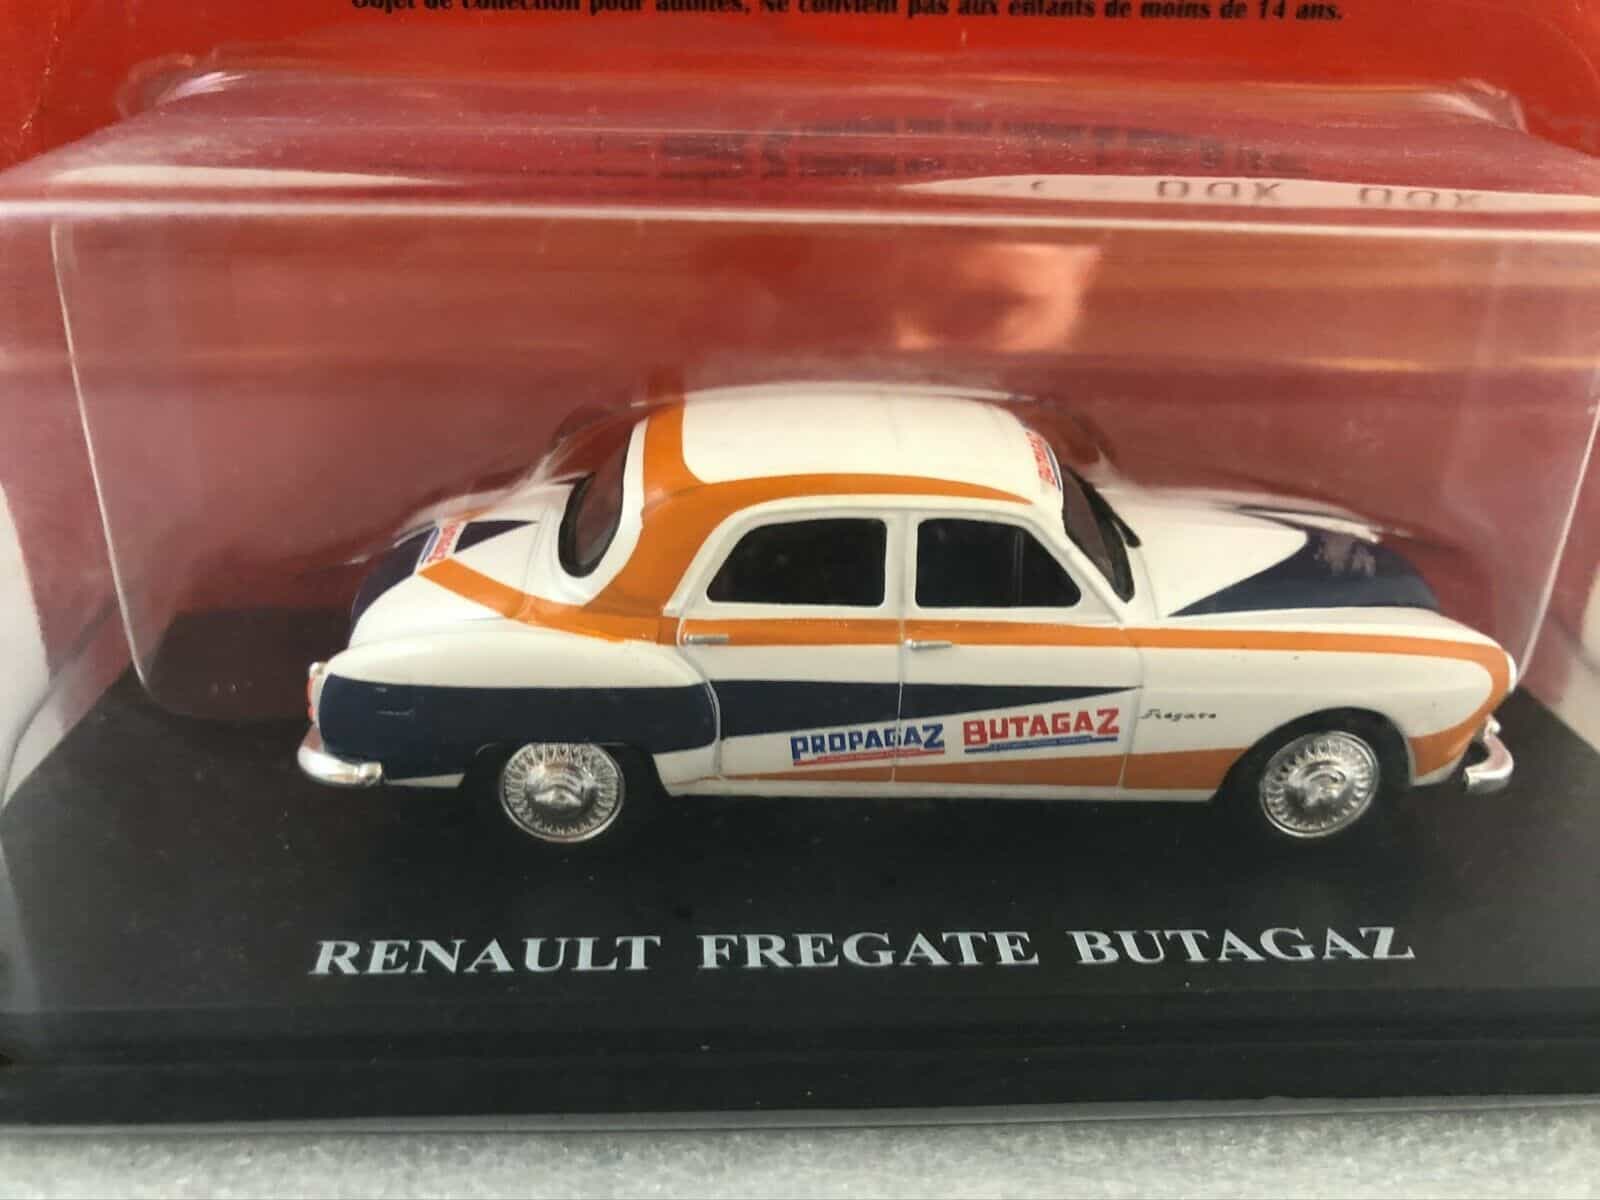 Objet de collection pour adultes, Ne convient pas aux enfants de moins de 14 ans.
BUTAGAZ
PROPAGAZ BUTAGAZ
Fregate
RENAULT FREGATE BUTAGAZ